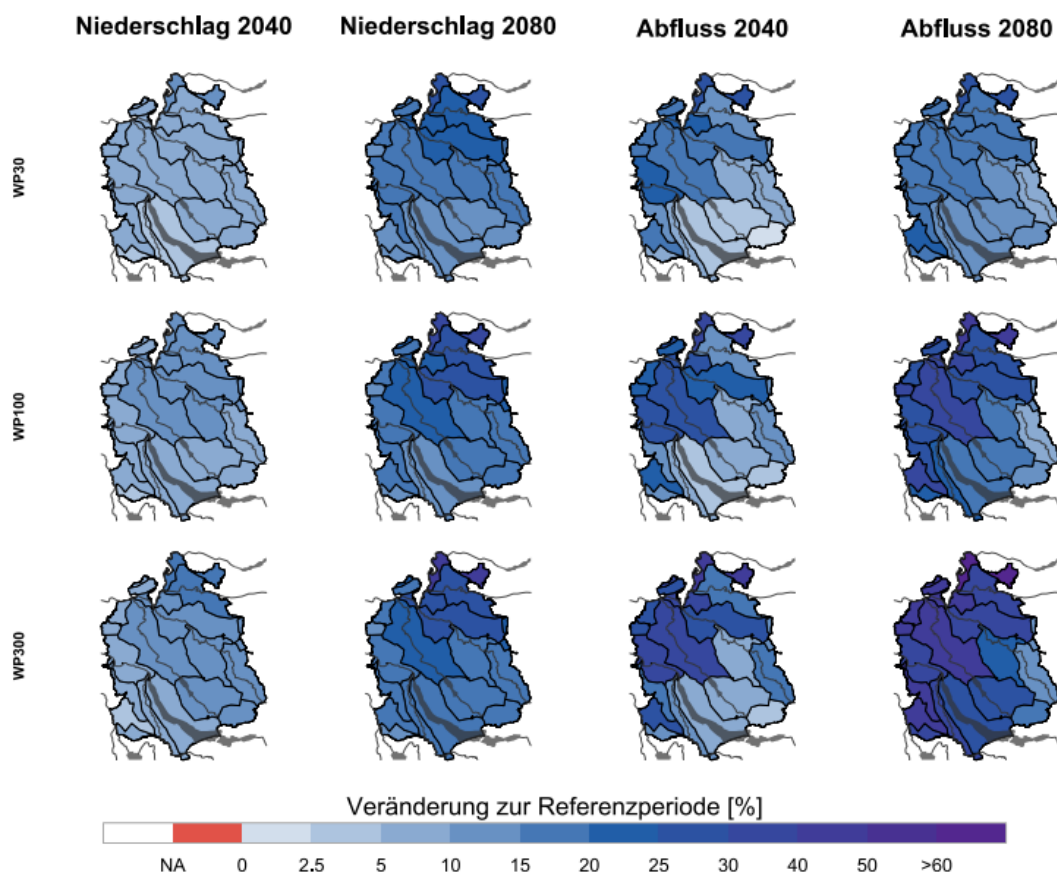 Niederschlag 2040 Niederschlag 2080 Abfluss 2040 Abfluss 2080
WP30
WP100
WP300
Veränderung zur Referenzperiode [%]
NA 0 2.5 5 10 15 20 25 30 40 50 >60